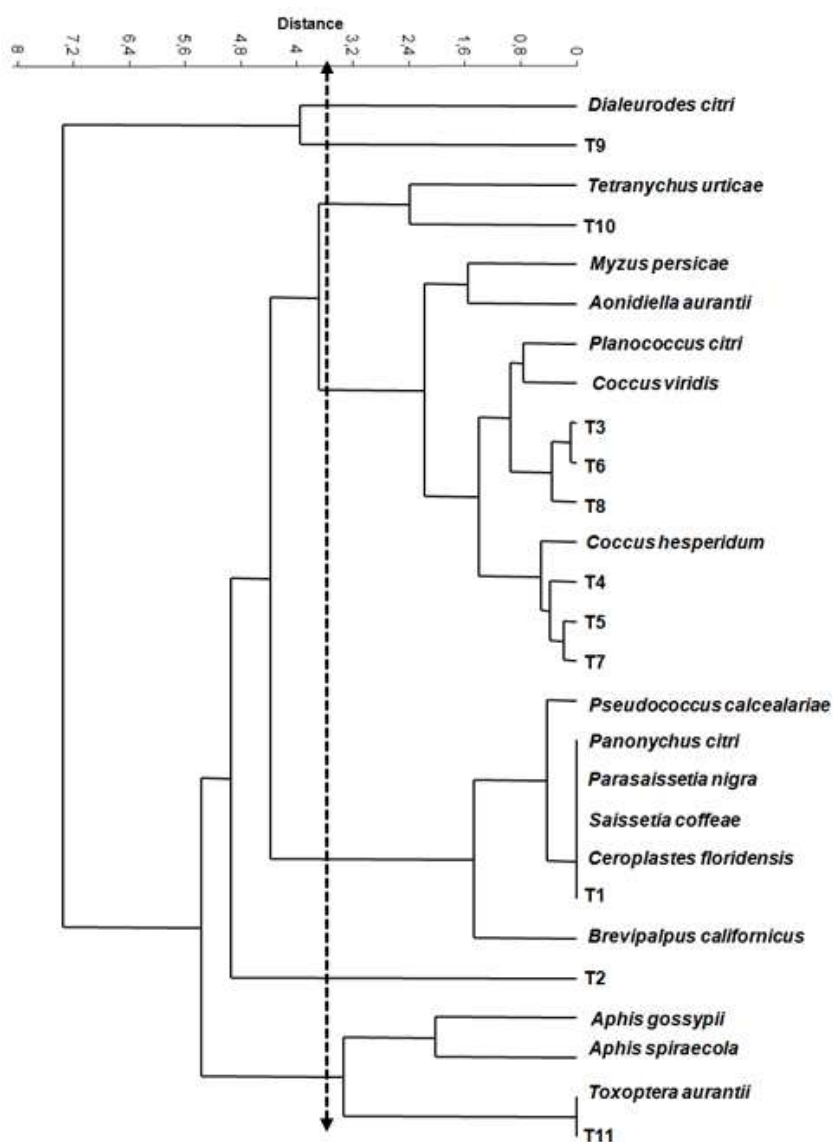 Distance
8 7,2 6,4 5,6 4,8 4 3,2 2,4 1,6 0,8 0
Dialeurodes citri
T9
Tetranychus urticae
T10
Myzus persicae
Aonidiella aurantii
Planococcus citri
Coccus viridis
T3
T6
T8
Coccus hesperidum
T4
T5
T7
Pseudococcus calcealariae
Panonychus citri
Parasaissetia nigra
Saissetia coffeae
Ceroplastes floridensis
T1
Brevipalpus californicus
T2
Aphis gossypii
Aphis spiraecola
Toxoptera aurantii
T11